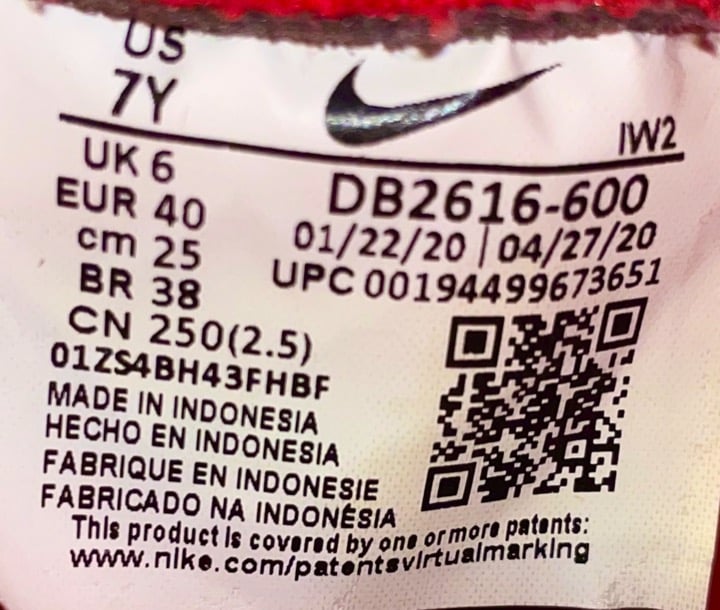 US
7Y
IW2
UK 6
EUR 40
cm 25
BR 38
CN 250(2.5)
DB2616-600
01/22/20 | 04/27/20
UPC 00194499673651
01ZS4BH43FHBF
MADE IN INDONESIA
HECHO EN INDONESIA
FABRIQUE EN INDONESIE
FABRICADO NA INDONÉSIA
This product is covered by one or more patents:
www.nike.com/patentsvirtualmarking